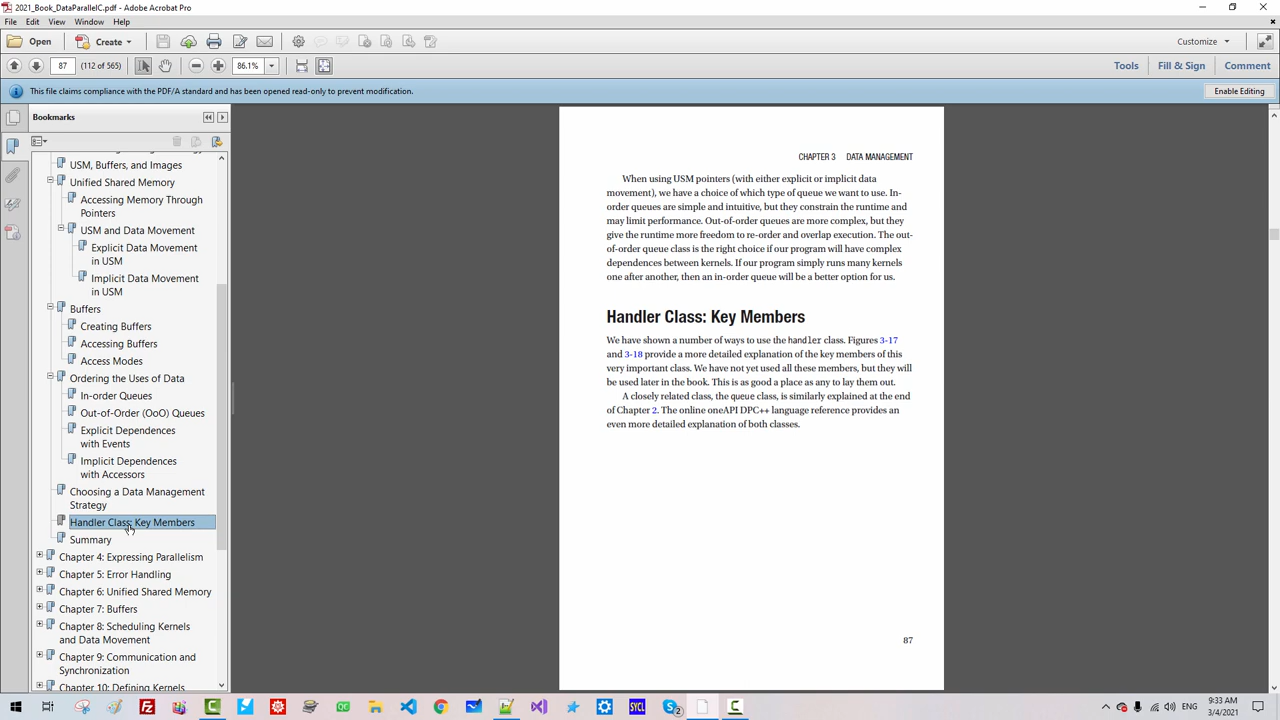 2021_Book_DataParallelC.pdf - Adobe Acrobat Pro
File Edit View Window Help
Open Create Customize
87 (112 of 565) 86.1% Tools Fill & Sign Comment
This file claims compliance with the PDF/A standard and has been opened read-only to prevent modification. Enable Editing
Bookmarks
USM, Buffers, and Images
Unified Shared Memory
Accessing Memory Through
Pointers
USM and Data Movement
Explicit Data Movement
in USM
Implicit Data Movement
in USM
Buffers
Creating Buffers
Accessing Buffers
Access Modes
Ordering the Uses of Data
In-order Queues
Out-of-Order (OoO) Queues
Explicit Dependences
with Events
Implicit Dependences
with Accessors
Choosing a Data Management
Strategy
Handler Class: Key Members
Summary
Chapter 4: Expressing Parallelism
Chapter 5: Error Handling
Chapter 6: Unified Shared Memory
Chapter 7: Buffers
Chapter 8: Scheduling Kernels
and Data Movement
Chapter 9: Communication and
Synchronization
Chapter 10: Defining Kernels
CHAPTER 3 DATA MANAGEMENT
When using USM pointers (with either explicit or implicit data
movement), we have a choice of which type of queue we want to use. In-
order queues are simple and intuitive, but they constrain the runtime and
may limit performance. Out-of-order queues are more complex, but they
give the runtime more freedom to re-order and overlap execution. The out-
of-order queue class is the right choice if our program will have complex
dependences between kernels. If our program simply runs many kernels
one after another, then an in-order queue will be a better option for us.
Handler Class: Key Members
We have shown a number of ways to use the handler class. Figures 3-17
and 3-18 provide a more detailed explanation of the key members of this
very important class. We have not yet used all these members, but they will
be used later in the book. This is as good a place as any to lay them out.
A closely related class, the queue class, is similarly explained at the end
of Chapter 2. The online oneAPI DPC++ language reference provides an
even more detailed explanation of both classes.
87
SYCL
ENG
9:33 AM
3/4/2021